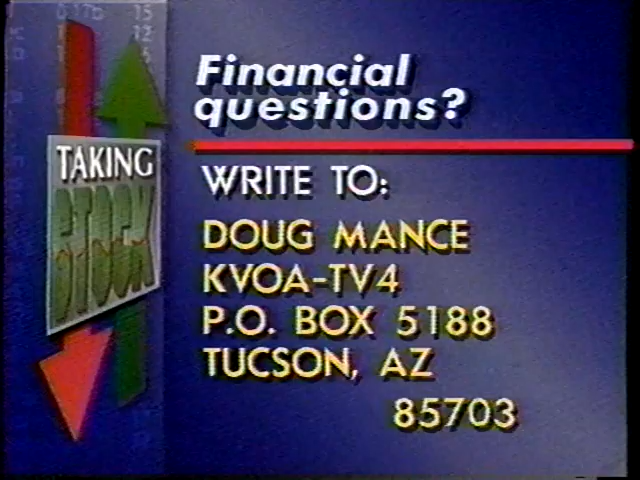 Financial
questions?
TAKING
STOCK
WRITE TO:
DOUG MANCE
KVOA-TV4
P.O. BOX 5188
TUCSON, AZ
85703